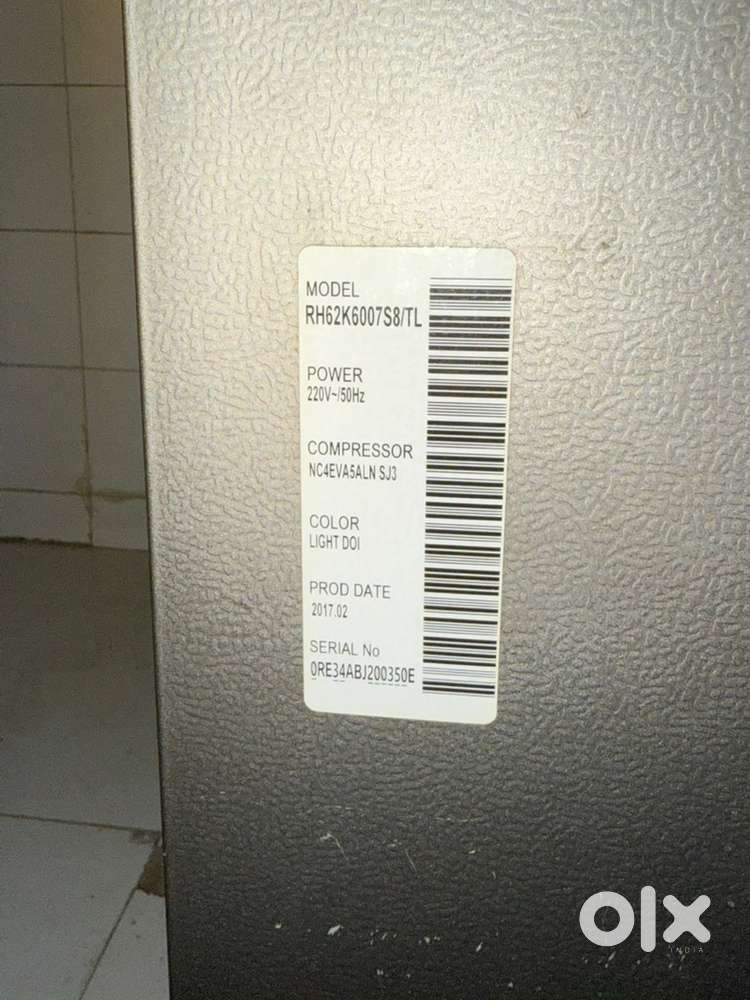 MODEL
RH62K6007S8/TL
POWER
220V~/50Hz
COMPRESSOR
NC4EVA5ALN SJ3
COLOR
LIGHT DOI
PROD DATE
2017.02
SERIAL No
0RE34ABJ200350E
olx
INDIA